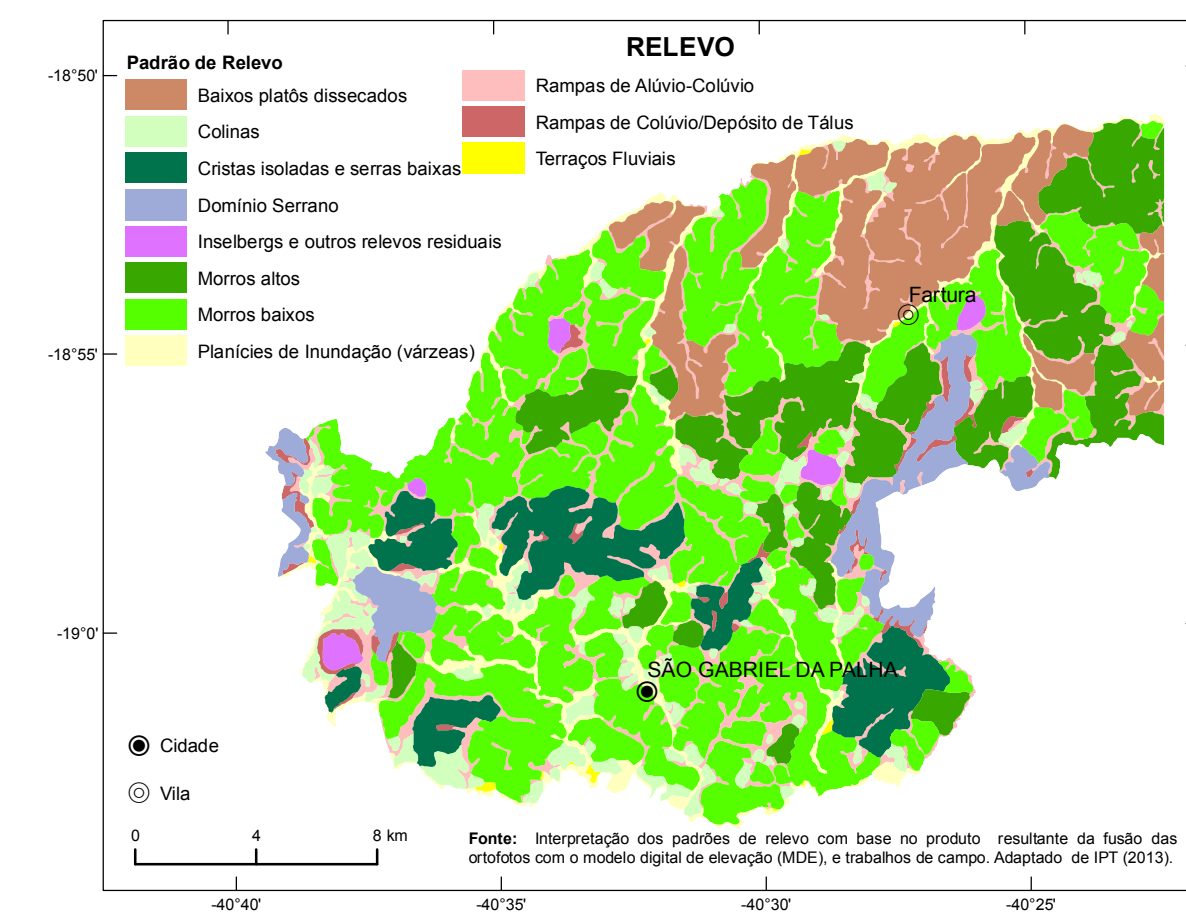 RELEVO
Padrão de Relevo
Baixos platôs dissecados
Colinas
Cristas isoladas e serras baixas
Domínio Serrano
Inselbergs e outros relevos residuais
Morros altos
Morros baixos
Planícies de Inundação (várzeas)
Rampas de Alúvio-Colúvio
Rampas de Colúvio/Depósito de Tálus
Terraços Fluviais
-18°50'
-18°55'
-19°0'
Fartura
SÃO GABRIEL DA PALHA
Cidade
Vila
0 4 8 km
Fonte: Interpretação dos padrões de relevo com base no produto resultante da fusão das
ortofotos com o modelo digital de elevação (MDE), e trabalhos de campo. Adaptado de IPT (2013).
-40°40' -40°35' -40°30' -40°25'